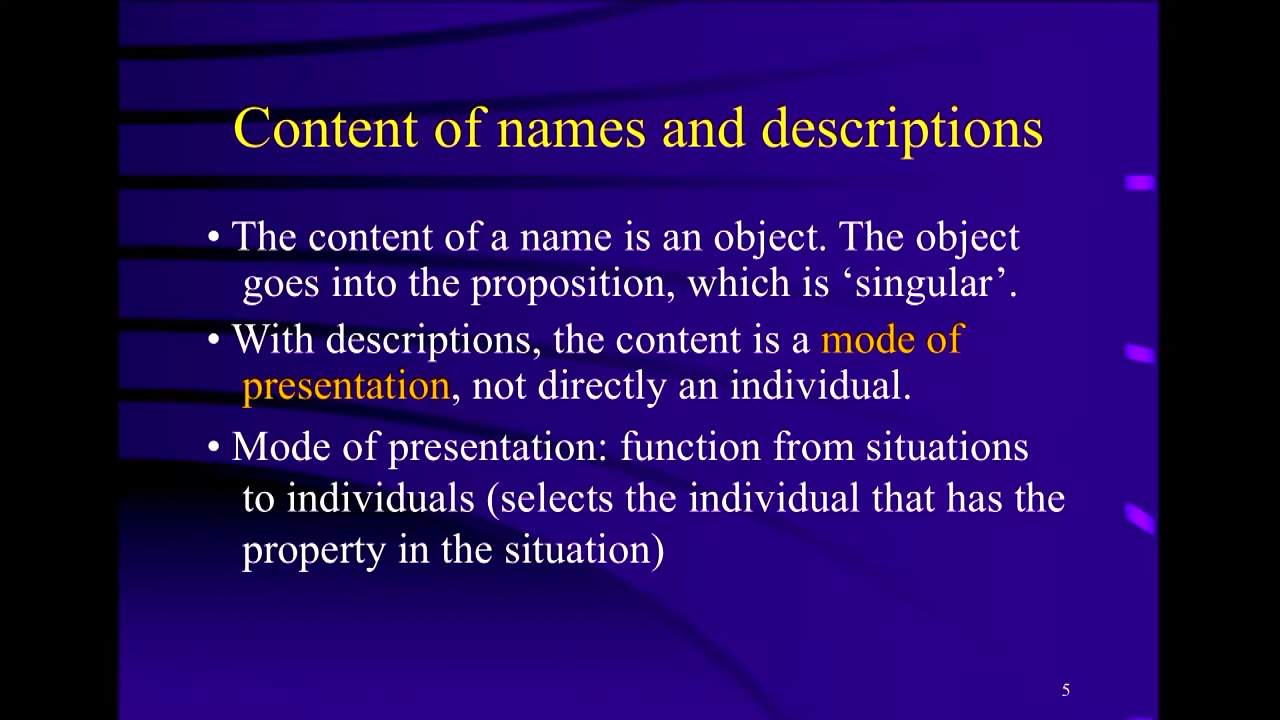 Content of names and descriptions
• The content of a name is an object. The object
goes into the proposition, which is ‘singular’.
• With descriptions, the content is a mode of
presentation, not directly an individual.
• Mode of presentation: function from situations
to individuals (selects the individual that has the
property in the situation)
5